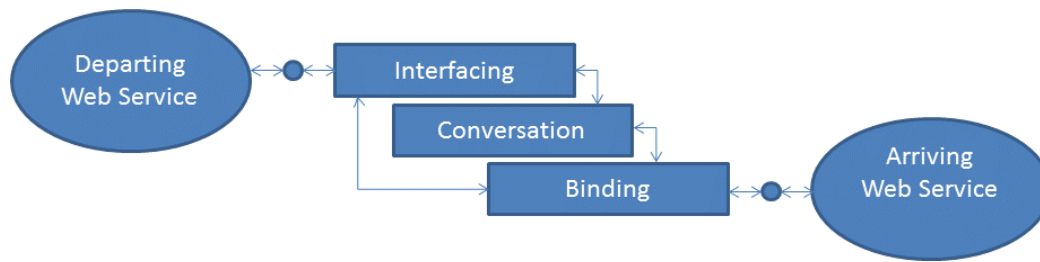 Departing
Web Service
Interfacing
Conversation
Binding
Arriving
Web Service